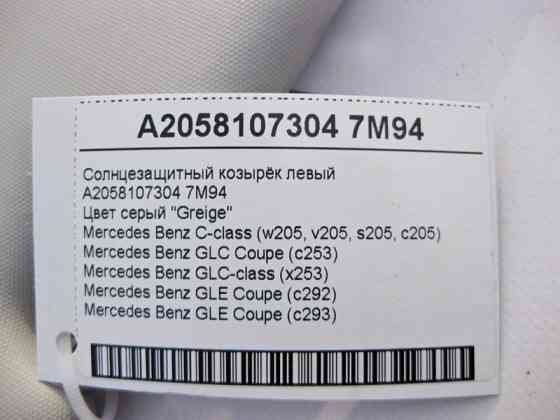 A2058107304 7M94
Солнцезащитный козырёк левый
A2058107304 7M94
Цвет серый "Greige"
Mercedes Benz C-class (w205, v205, s205, c205)
Mercedes Benz GLC Coupe (c253)
Mercedes Benz GLC-class (x253)
Mercedes Benz GLE Coupe (c292)
Mercedes Benz GLE Coupe (c293)